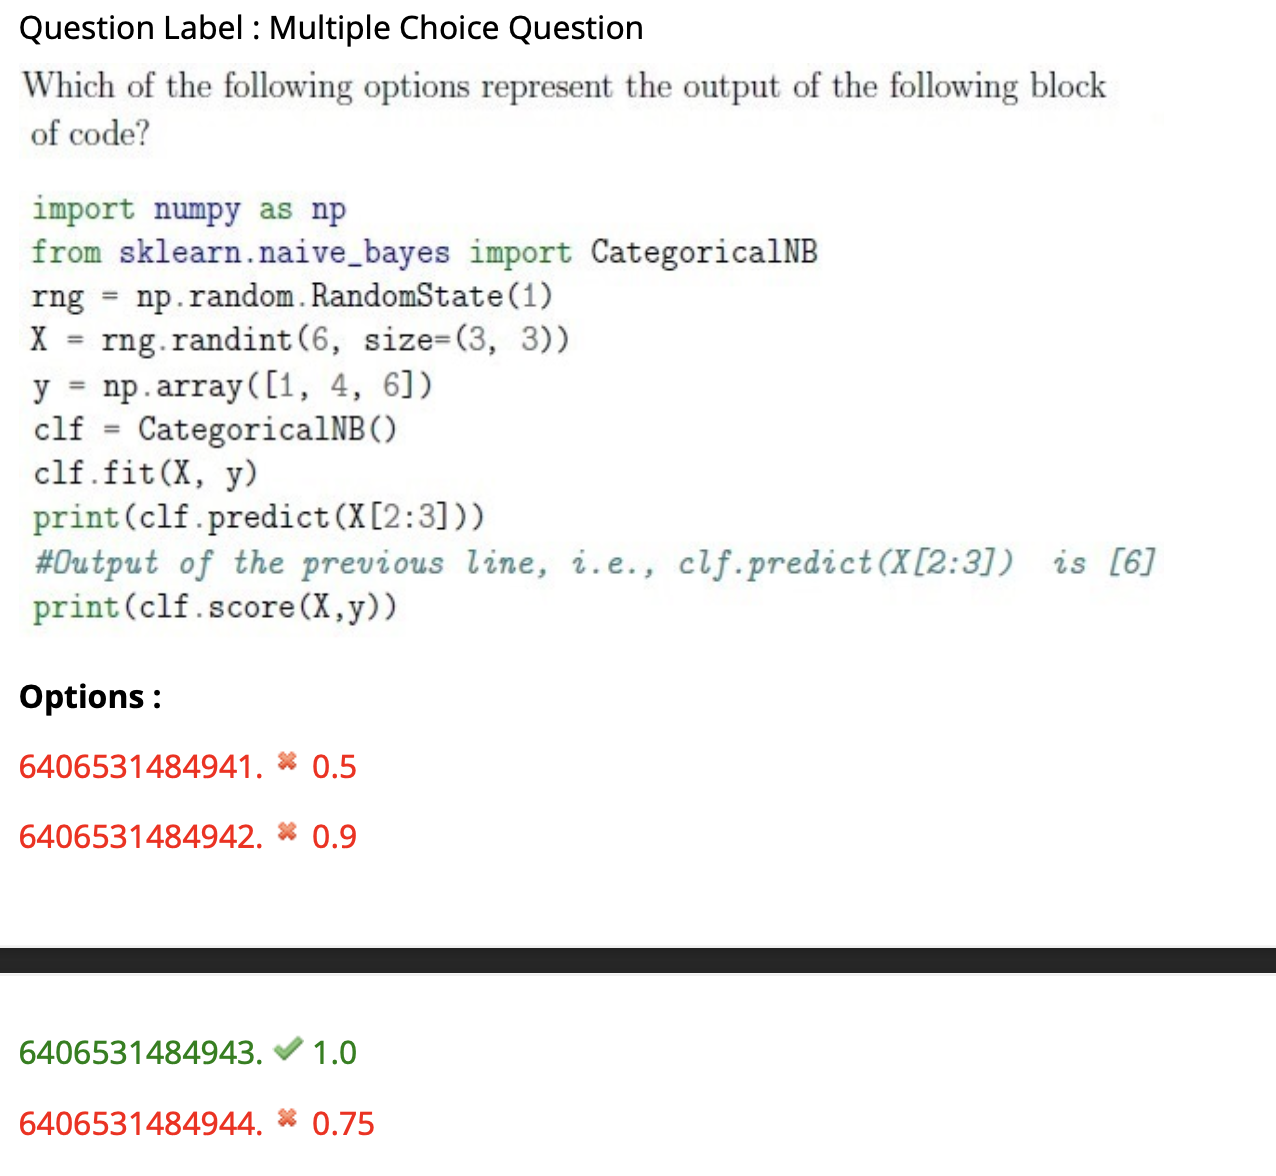 Question Label : Multiple Choice Question
Which of the following options represent the output of the following block
of code?
import numpy as np
from sklearn.naive_bayes import CategoricalNB
rng = np.random.RandomState(1)
X = rng.randint(6, size=(3, 3))
y = np.array([1, 4, 6])
clf = CategoricalNB()
clf.fit(X, y)
print(clf.predict(X[2:3]))
#Output of the previous line, i.e., clf.predict(X[2:3]) is [6]
print(clf.score(X,y))
Options :
6406531484941. ✖ 0.5
6406531484942. ✖ 0.9
6406531484943. ✔ 1.0
6406531484944. ✖ 0.75